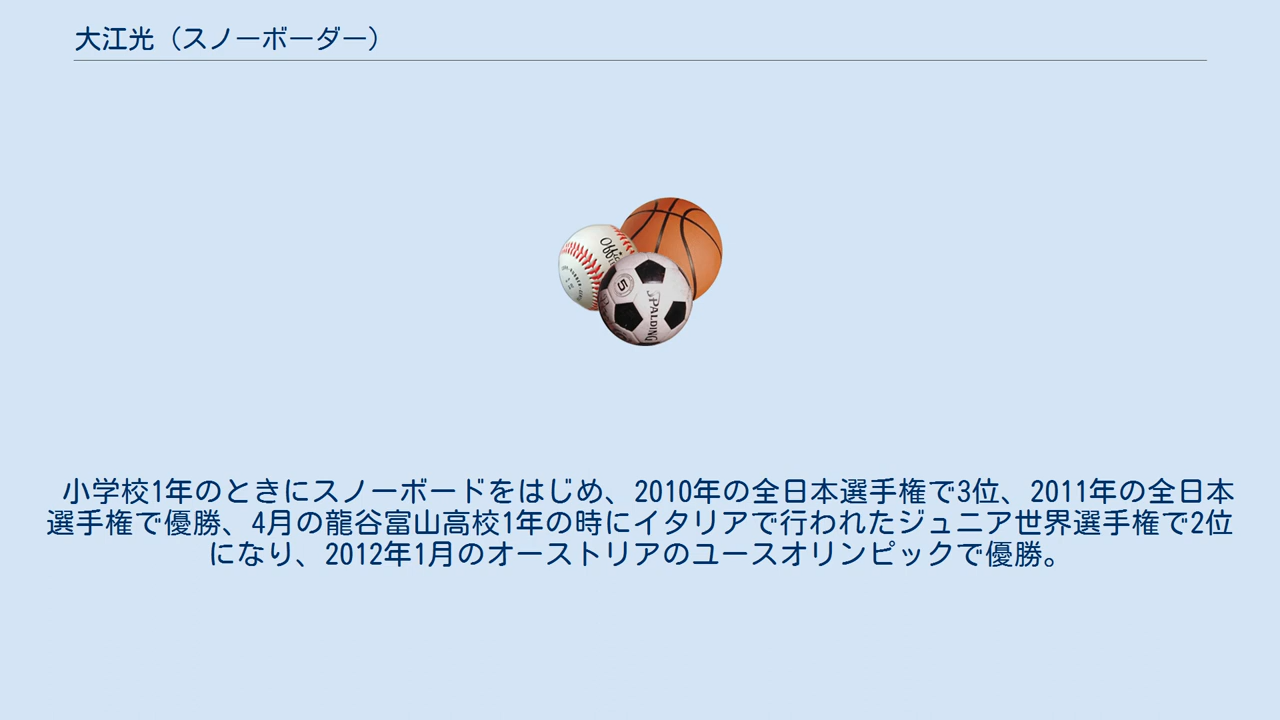 大江光（スノーボーダー）
Offic
5
SPALDING
小学校1年のときにスノーボードをはじめ、2010年の全日本選手権で3位、2011年の全日本
選手権で優勝、4月の龍谷富山高校1年の時にイタリアで行われたジュニア世界選手権で2位
になり、2012年1月のオーストリアのユースオリンピックで優勝。